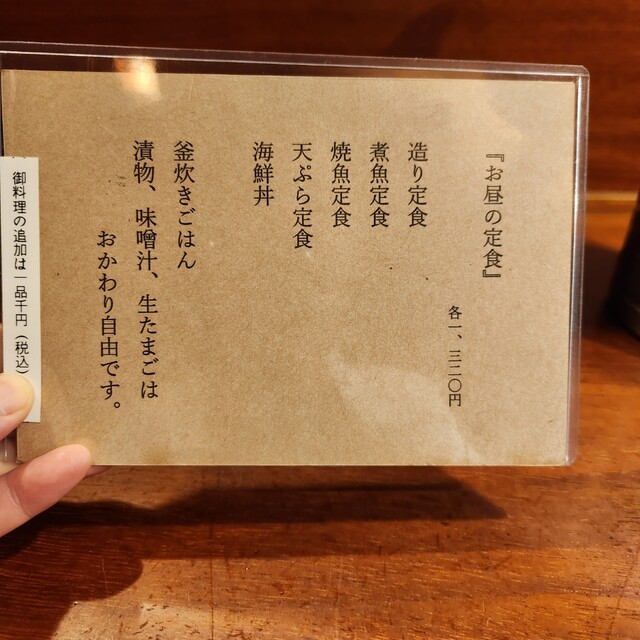 『お昼の定食』
各一、三二〇円
造り定食
煮魚定食
焼魚定食
天ぷら定食
海鮮丼
釜炊きごはん
漬物、味噌汁、生たまごは
おかわり自由です。
御料理の追加は一品千円（税込）